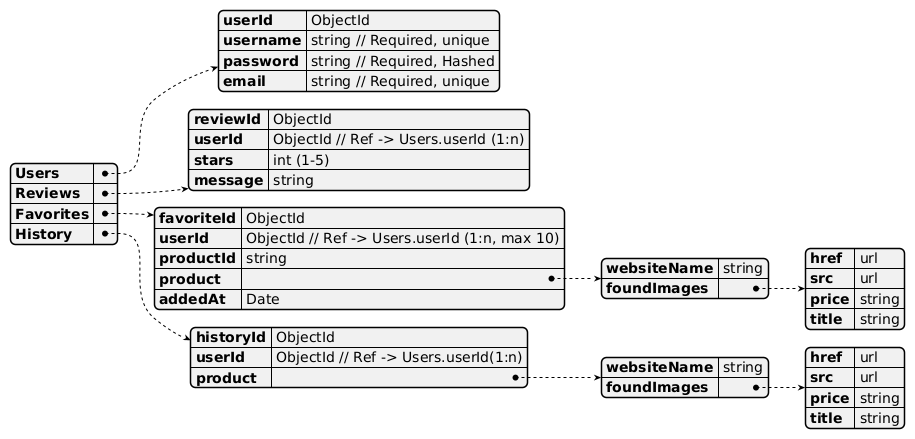 userId ObjectId
username string // Required, unique
password string // Required, Hashed
email string // Required, unique
reviewId ObjectId
userId ObjectId // Ref -> Users.userId (1:n)
stars int (1-5)
message string
Users
Reviews
Favorites
History
favoriteId ObjectId
userId ObjectId // Ref -> Users.userId (1:n, max 10)
productId string
product
addedAt Date
websiteName string
foundImages
href url
src url
price string
title string
historyId ObjectId
userId ObjectId // Ref -> Users.userId(1:n)
product
websiteName string
foundImages
href url
src url
price string
title string